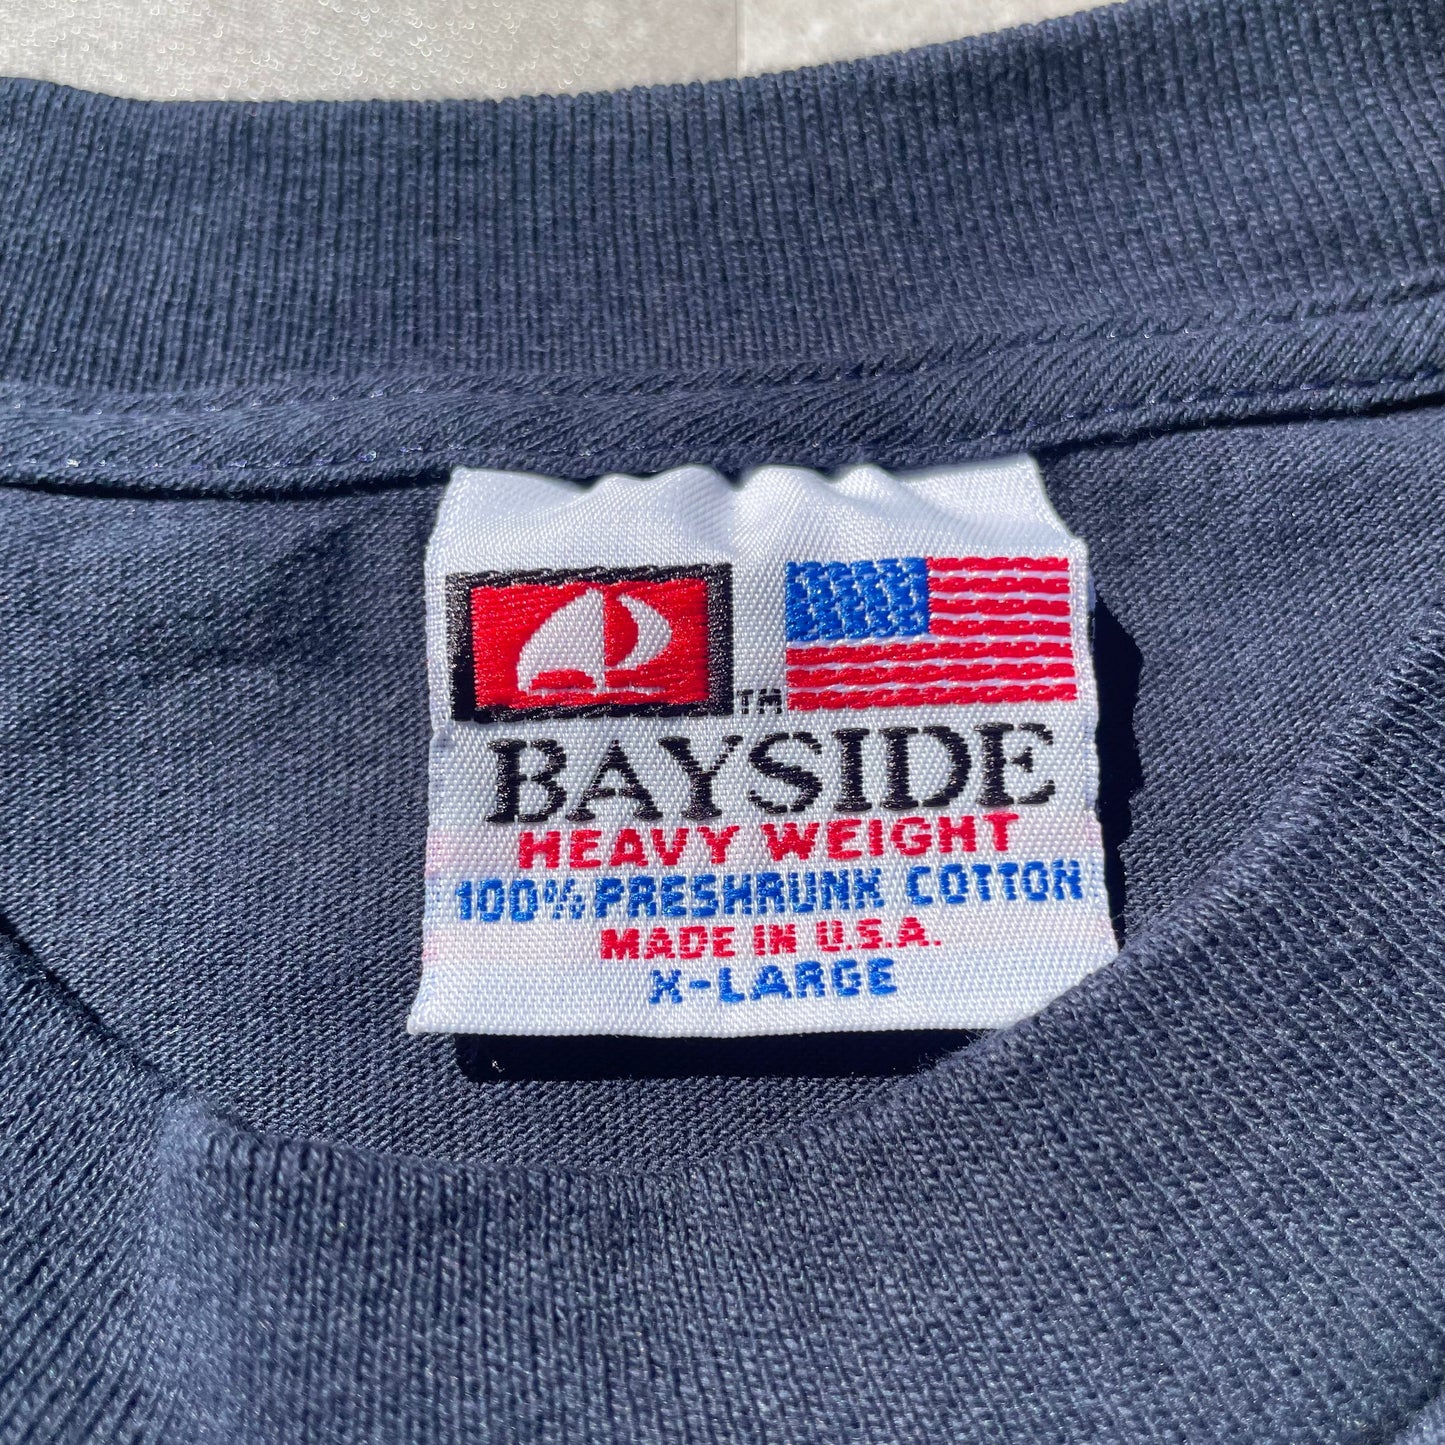 TM
BAYSIDE
HEAVY WEIGHT
100% PRESHRUNK COTTON
MADE IN U.S.A.
X-LARGE